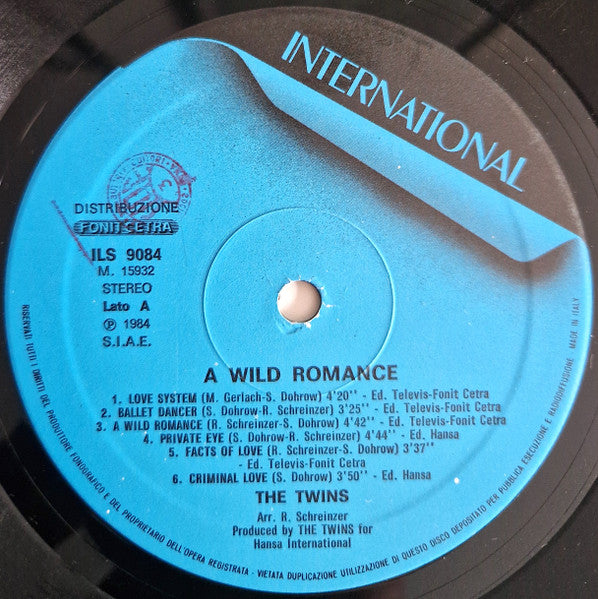 INTERNATIONAL
DISTRIBUZIONE
FONIT CETRA
ILS 9084
M. 15932
STEREO
Lato A
℗ 1984
S.I.A.E.
A WILD ROMANCE
1. LOVE SYSTEM (M. Gerlach-S. Dohrow) 4'20'' - Ed. Televis-Fonit Cetra
2. BALLET DANCER (S. Dohrow-R. Schreinzer) 3'25'' - Ed. Televis-Fonit Cetra
3. A WILD ROMANCE (R. Schreinzer-S. Dohrow) 4'42'' - Ed. Televis-Fonit Cetra
4. PRIVATE EYE (S. Dohrow-R. Schreinzer) 4'44'' - Ed. Hansa
5. FACTS OF LOVE (R. Schreinzer-S. Dohrow) 3'37''
- Ed. Televis-Fonit Cetra
6. CRIMINAL LOVE (S. Dohrow) 3'50'' - Ed. Hansa
THE TWINS
Arr. R. Schreinzer
Produced by THE TWINS for
Hansa International
RISERVATI TUTTI I DIRITTI DEL PRODUTTORE FONOGRAFICO E DEL PROPRIETARIO DELL'OPERA REGISTRATA - VIETATA DUPLICAZIONE UTILIZZAZIONE DI QUESTO DISCO DEPOSITATO PER PUBBLICA ESECUZIONE E RADIODIFFUSIONE MADE IN ITALY